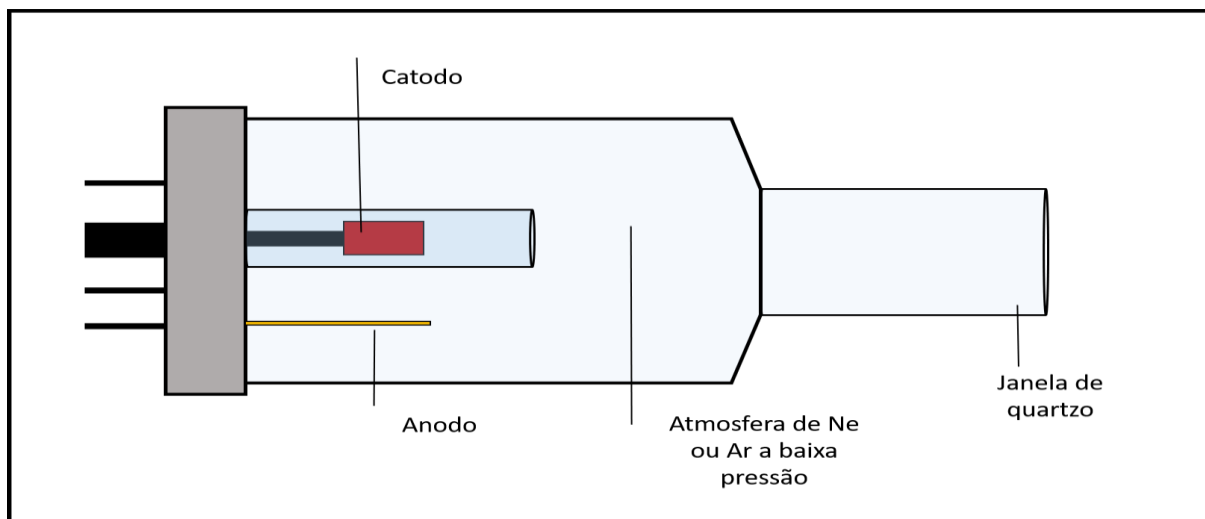 Catodo
Anodo
Atmosfera de Ne
ou Ar a baixa
pressão
Janela de
quartzo